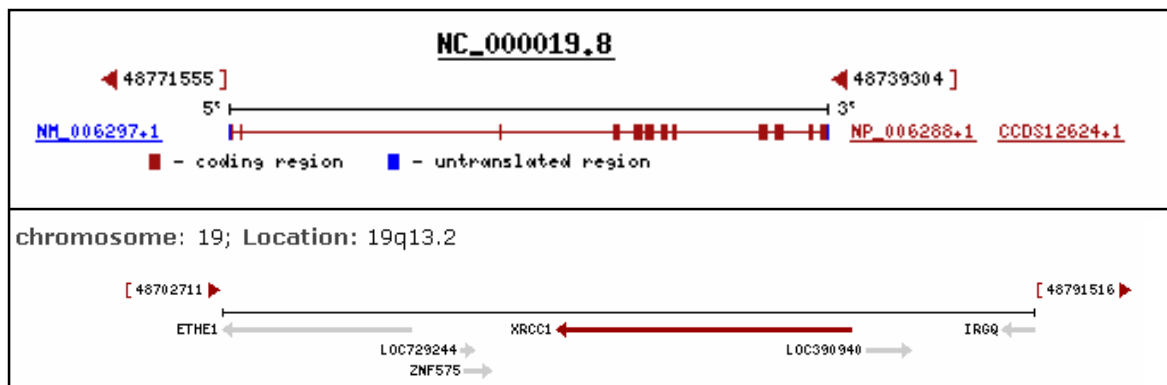 NC_000019.8
48771555 ] 48739304 ]
5' 3'
NM_006297.1 NP_006288.1 CCDS12624.1
- coding region - untranslated region
chromosome: 19; Location: 19q13.2
[ 48702711 [ 48791516
ETHE1 XRCC1 IRGQ
LOC729244 LOC390940
ZNF575